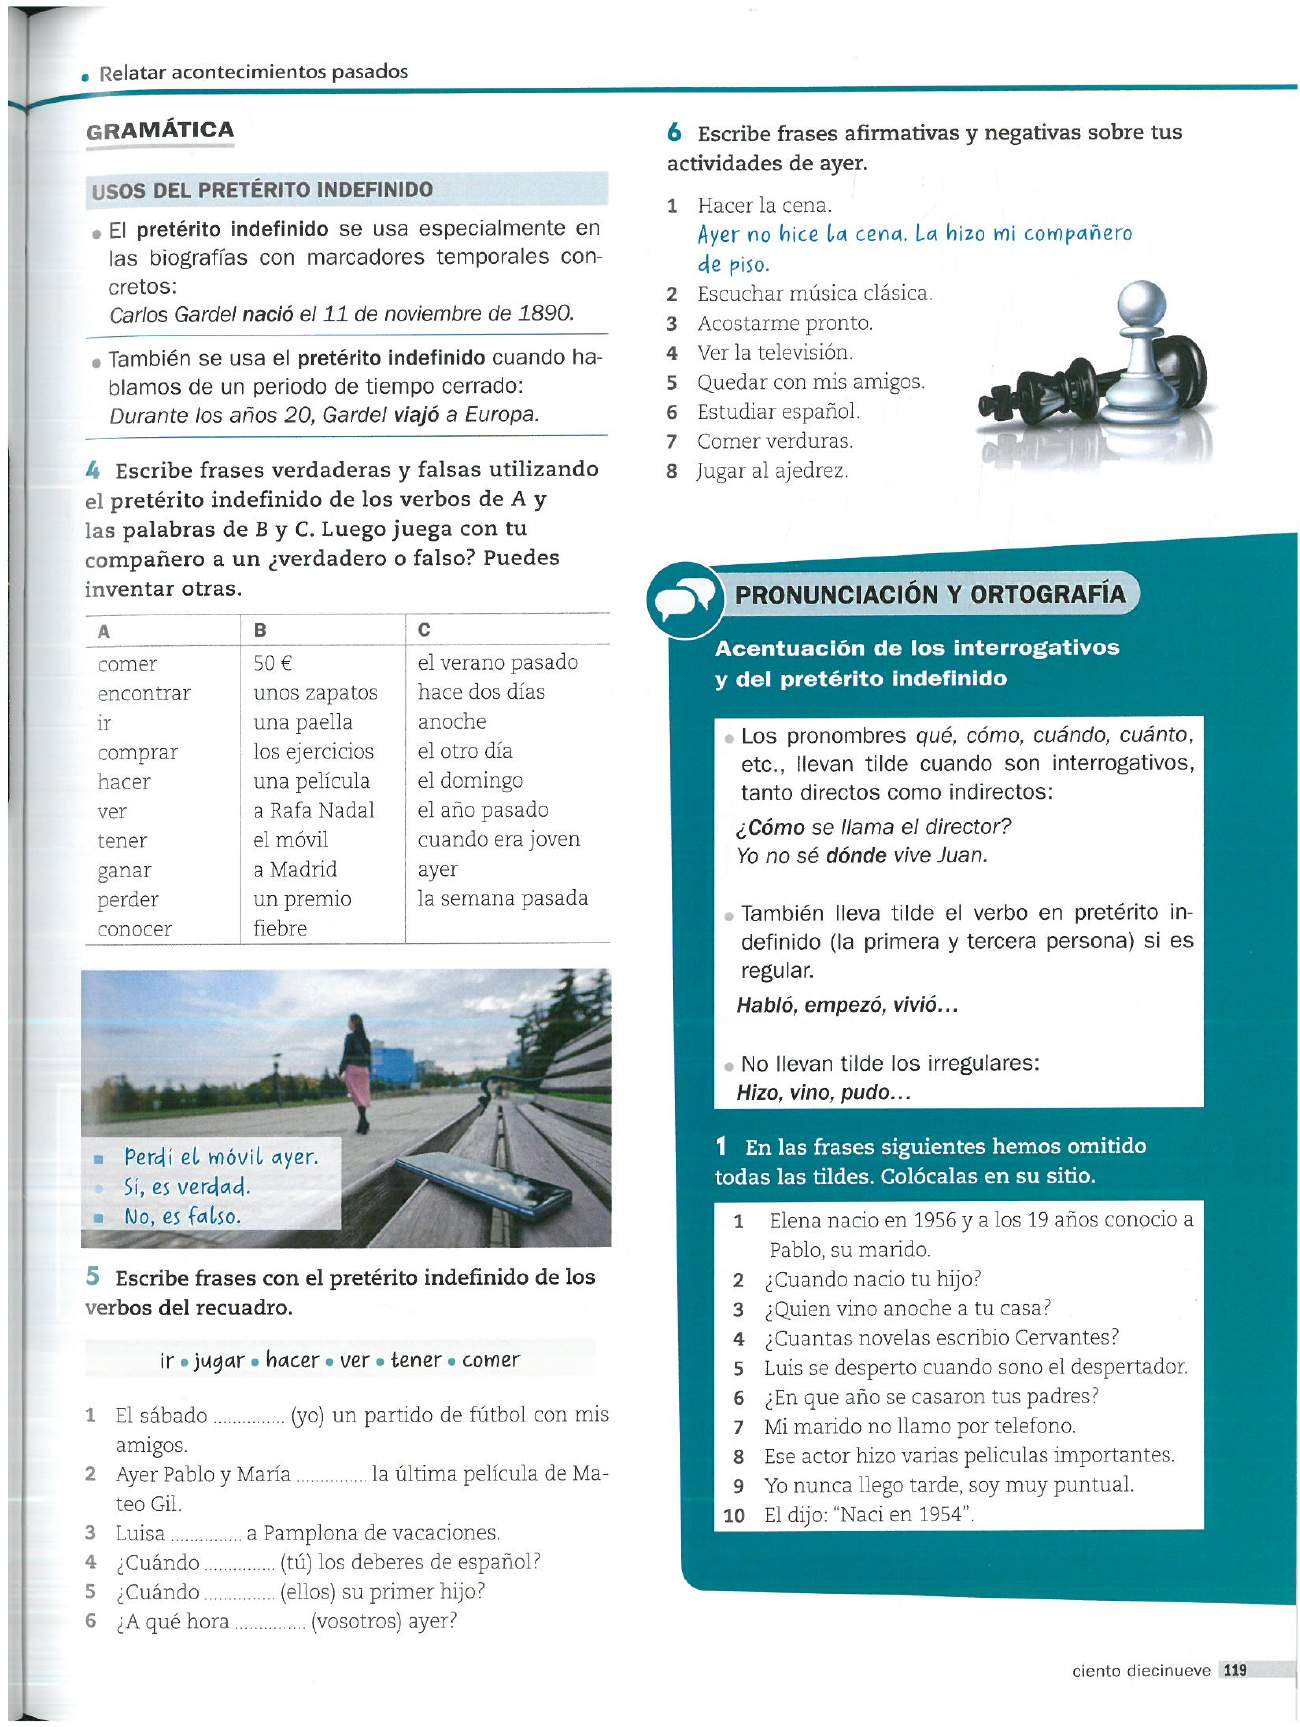 • Relatar acontecimientos pasados
GRAMÁTICA
USOS DEL PRETÉRITO INDEFINIDO
• El pretérito indefinido se usa especialmente en
las biografías con marcadores temporales con-
cretos:
Carlos Gardel nació el 11 de noviembre de 1890.
• También se usa el pretérito indefinido cuando ha-
blamos de un periodo de tiempo cerrado:
Durante los años 20, Gardel viajó a Europa.
4 Escribe frases verdaderas y falsas utilizando
el pretérito indefinido de los verbos de A y
las palabras de B y C. Luego juega con tu
compañero a un ¿verdadero o falso? Puedes
inventar otras.
A B C
comer 50 € el verano pasado
encontrar unos zapatos hace dos días
ir una paella anoche
comprar los ejercicios el otro día
hacer una película el domingo
ver a Rafa Nadal el año pasado
tener el móvil cuando era joven
ganar a Madrid ayer
perder un premio la semana pasada
conocer fiebre
Perdí el móvil ayer.
Sí, es verdad.
No, es falso.
5 Escribe frases con el pretérito indefinido de los
verbos del recuadro.
ir • jugar • hacer • ver • tener • comer
1 El sábado ............... (yo) un partido de fútbol con mis
amigos.
2 Ayer Pablo y María ............... la última película de Ma-
teo Gil.
3 Luisa ............... a Pamplona de vacaciones.
4 ¿Cuándo ............... (tú) los deberes de español?
5 ¿Cuándo ............... (ellos) su primer hijo?
6 ¿A qué hora ............... (vosotros) ayer?
6 Escribe frases afirmativas y negativas sobre tus
actividades de ayer.
1 Hacer la cena.
Ayer no hice la cena. La hizo mi compañero
de piso.
2 Escuchar música clásica.
3 Acostarme pronto.
4 Ver la televisión.
5 Quedar con mis amigos.
6 Estudiar español.
7 Comer verduras.
8 Jugar al ajedrez.
PRONUNCIACIÓN Y ORTOGRAFÍA
Acentuación de los interrogativos
y del pretérito indefinido
• Los pronombres qué, cómo, cuándo, cuánto,
etc., llevan tilde cuando son interrogativos,
tanto directos como indirectos:
¿Cómo se llama el director?
Yo no sé dónde vive Juan.
• También lleva tilde el verbo en pretérito in-
definido (la primera y tercera persona) si es
regular.
Habló, empezó, vivió...
• No llevan tilde los irregulares:
Hizo, vino, pudo...
1 En las frases siguientes hemos omitido
todas las tildes. Colócalas en su sitio.
1 Elena nacio en 1956 y a los 19 años conocio a
Pablo, su marido.
2 ¿Cuando nacio tu hijo?
3 ¿Quien vino anoche a tu casa?
4 ¿Cuantas novelas escribio Cervantes?
5 Luis se desperto cuando sono el despertador.
6 ¿En que año se casaron tus padres?
7 Mi marido no llamo por telefono.
8 Ese actor hizo varias peliculas importantes.
9 Yo nunca llego tarde, soy muy puntual.
10 El dijo: “Naci en 1954”.
ciento diecinueve 119